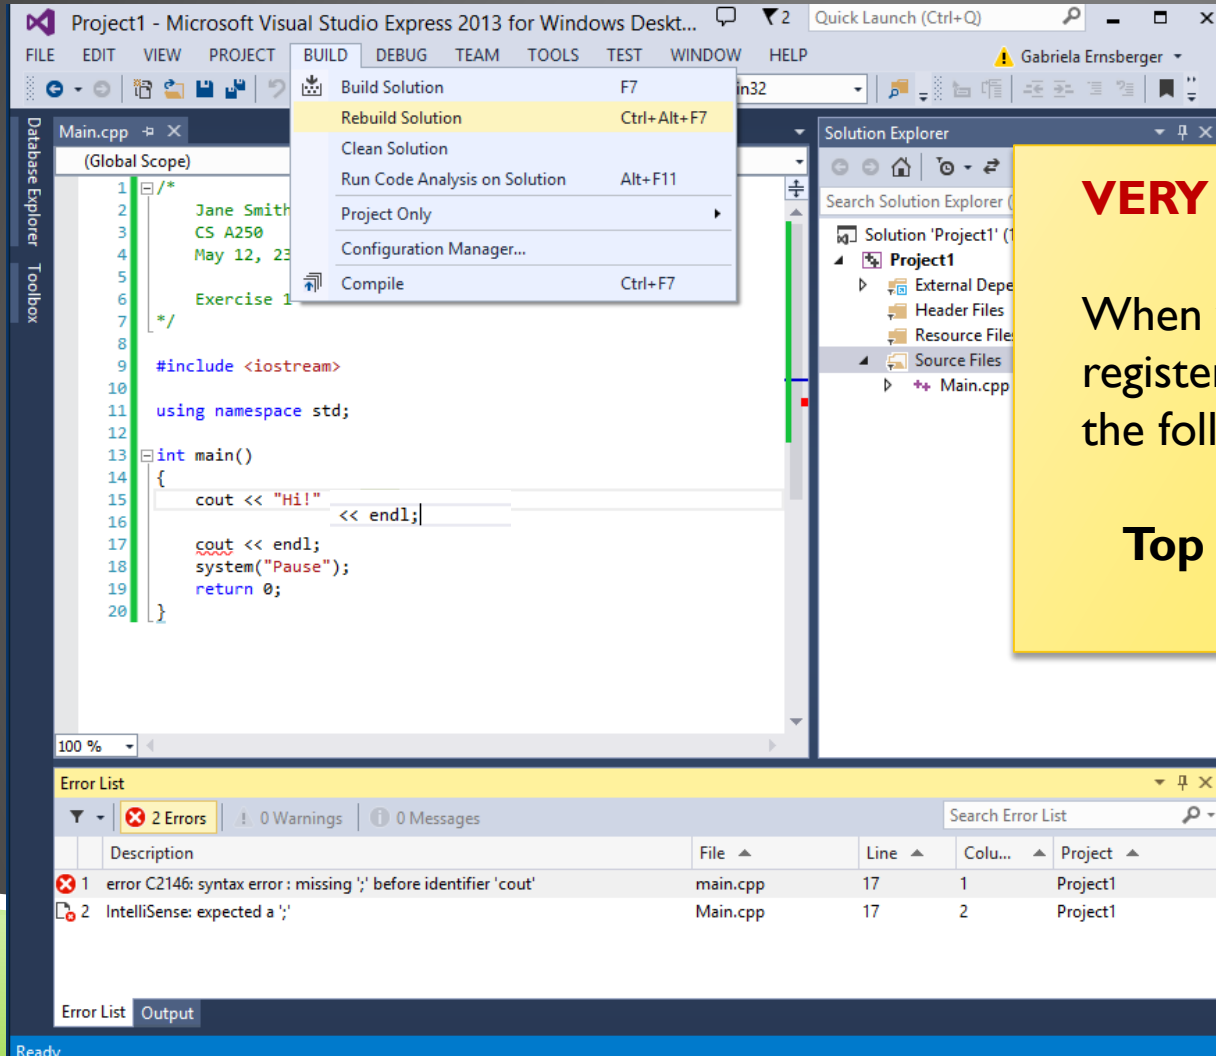 Project1 - Microsoft Visual Studio Express 2013 for Windows Deskt... 2 Quick Launch (Ctrl+Q)
FILE EDIT VIEW PROJECT BUILD DEBUG TEAM TOOLS TEST WINDOW HELP Gabriela Ernsberger
in32
Build Solution F7
Rebuild Solution Ctrl+Alt+F7
Clean Solution
Run Code Analysis on Solution Alt+F11
Project Only
Configuration Manager...
Compile Ctrl+F7
Database Explorer
Toolbox
Main.cpp
(Global Scope)
1 /*
2 Jane Smith
3 CS A250
4 May 12, 23
5
6 Exercise 1
7 */
8
9 #include <iostream>
10
11 using namespace std;
12
13 int main()
14 {
15 cout << "Hi!"
<< endl;
16
17 cout << endl;
18 system("Pause");
19 return 0;
20 }
100 %
Solution Explorer
Search Solution Explorer (
Solution 'Project1' (1
Project1
External Depe
Header Files
Resource File
Source Files
Main.cpp
VERY
When
register
the foll
Top
Error List
2 Errors 0 Warnings 0 Messages Search Error List
Description File Line Colu... Project
1 error C2146: syntax error : missing ';' before identifier 'cout' main.cpp 17 1 Project1
2 IntelliSense: expected a ';' Main.cpp 17 2 Project1
Error List Output
Ready